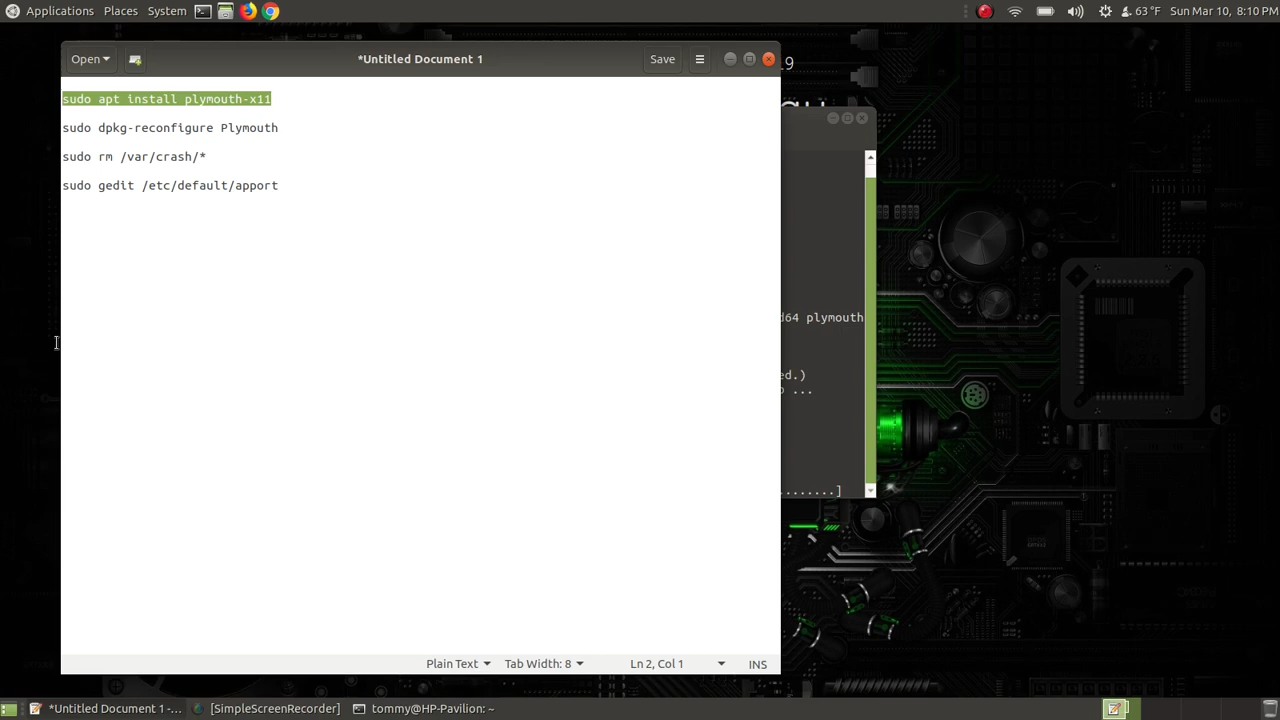 Applications Places System 63 °F Sun Mar 10, 8:10 PM
Open *Untitled Document 1 Save
19
sudo apt install plymouth-x11
sudo dpkg-reconfigure Plymouth
sudo rm /var/crash/*
sudo gedit /etc/default/apport
d64 plymouth
ed.)
...
........]
Plain Text Tab Width: 8 Ln 2, Col 1 INS
*Untitled Document 1 -... [SimpleScreenRecorder] tommy@HP-Pavilion: ~